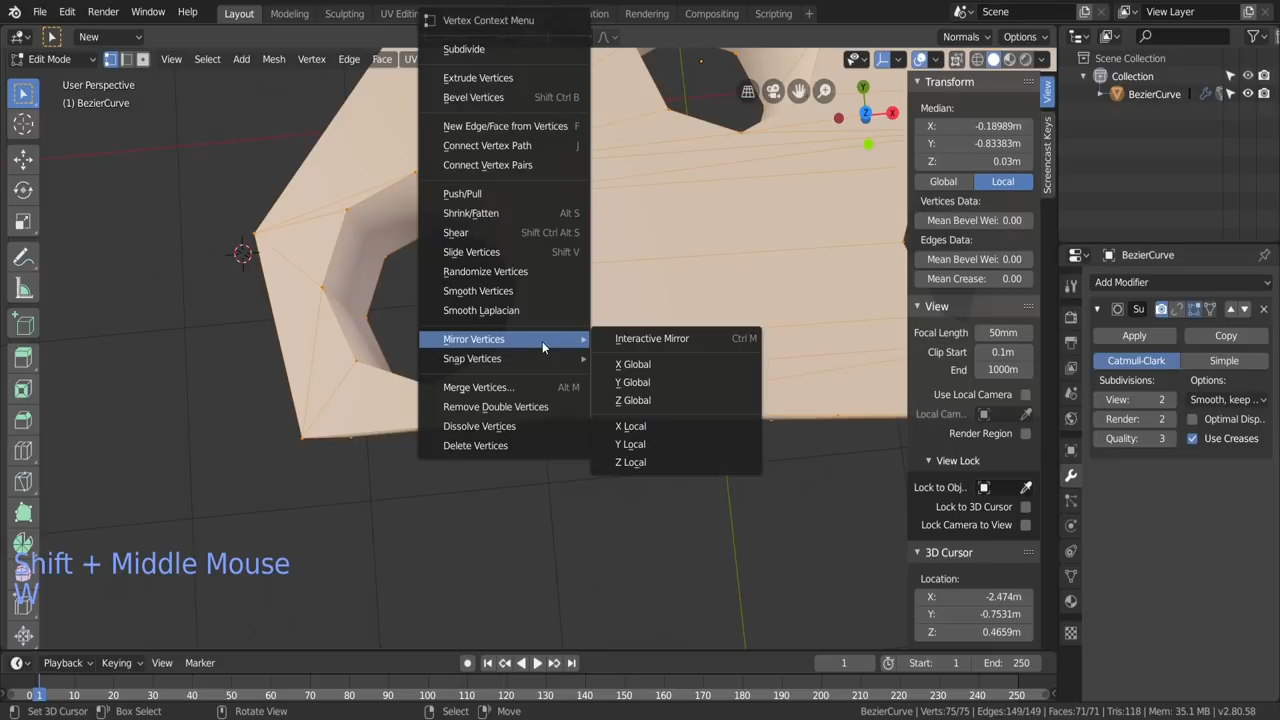 File Edit Render Window Help Layout Modeling Sculpting UV Editin ation Rendering Compositing Scripting + Scene View Layer
New Normals Options
Edit Mode View Select Add Mesh Vertex Edge Face UV
User Perspective
(1) BezierCurve
Vertex Context Menu
Subdivide
Extrude Vertices
Bevel Vertices Shift Ctrl B
New Edge/Face from Vertices F
Connect Vertex Path J
Connect Vertex Pairs
Push/Pull
Shrink/Fatten Alt S
Shear Shift Ctrl Alt S
Slide Vertices Shift V
Randomize Vertices
Smooth Vertices
Smooth Laplacian
Mirror Vertices
Snap Vertices
Merge Vertices... Alt M
Remove Double Vertices
Dissolve Vertices
Delete Vertices
Interactive Mirror Ctrl M
X Global
Y Global
Z Global
X Local
Y Local
Z Local
Y
Z
X
Transform
Median:
X: -0.18989m
Y: -0.83383m
Z: 0.03m
Global Local
Vertices Data:
Mean Bevel Wei: 0.00
Edges Data:
Mean Bevel Wei: 0.00
Mean Crease: 0.00
View
Focal Length 50mm
Clip Start 0.1m
End 1000m
Use Local Camera
Local Cam..
Render Region
View Lock
Lock to Obj..
Lock to 3D Cursor
Lock Camera to View
3D Cursor
Location:
X: -2.474m
Y: -0.7531m
Z: 0.4659m
View
Screencast Keys
Scene Collection
Collection
BezierCurve
BezierCurve
Add Modifier
Su
Apply Copy
Catmull-Clark Simple
Subdivisions: Options:
View: 2 Smooth, keep ..
Render: 2 Optimal Disp..
Quality: 3 Use Creases
Shift + Middle Mouse
W
Playback Keying View Marker 1 Start: 1 End: 250
0 1 10 20 30 40 50 60 70 80 90 100 110 120 130 140 150 160 170 180 190 200 210 220 230 240 250
Set 3D Cursor Box Select Rotate View Select Move BezierCurve | Verts:75/75 | Edges:149/149 | Faces:71/71 | Tris:118 | Mem: 35.1 MB | v2.80.58